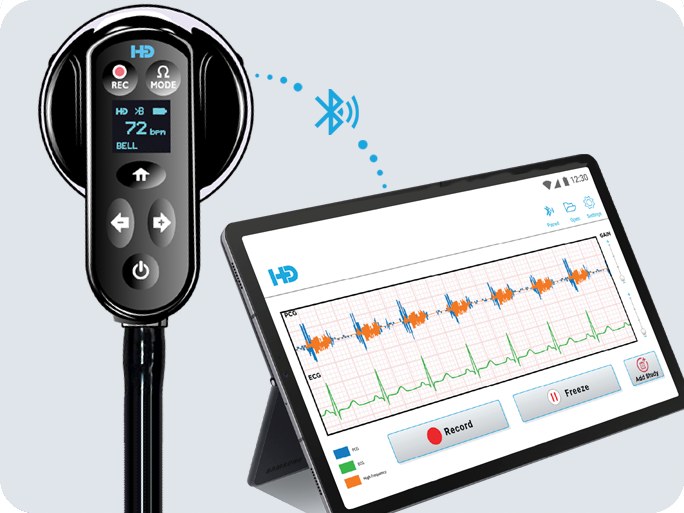 HD
REC
Ω
MODE
HD
72 bpm
BELL
12:30
Paired
Open
Settings
HD
GAIN
PCG
ECG
Record
Freeze
Add Study
PCG
ECG
High Frequency
SAMSUNG